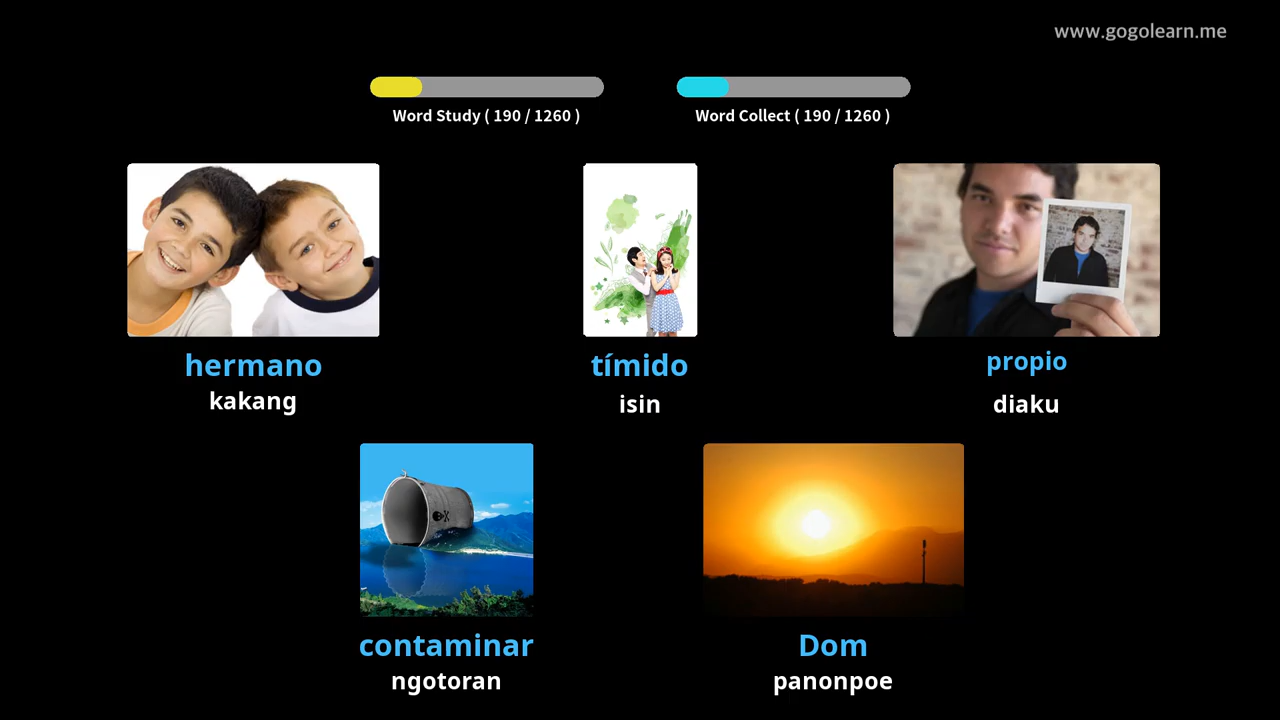 www.gogolearn.me
Word Study ( 190 / 1260 )
Word Collect ( 190 / 1260 )
hermano
kakang
tímido
isin
propio
diaku
contaminar
ngotoran
Dom
panonpoe